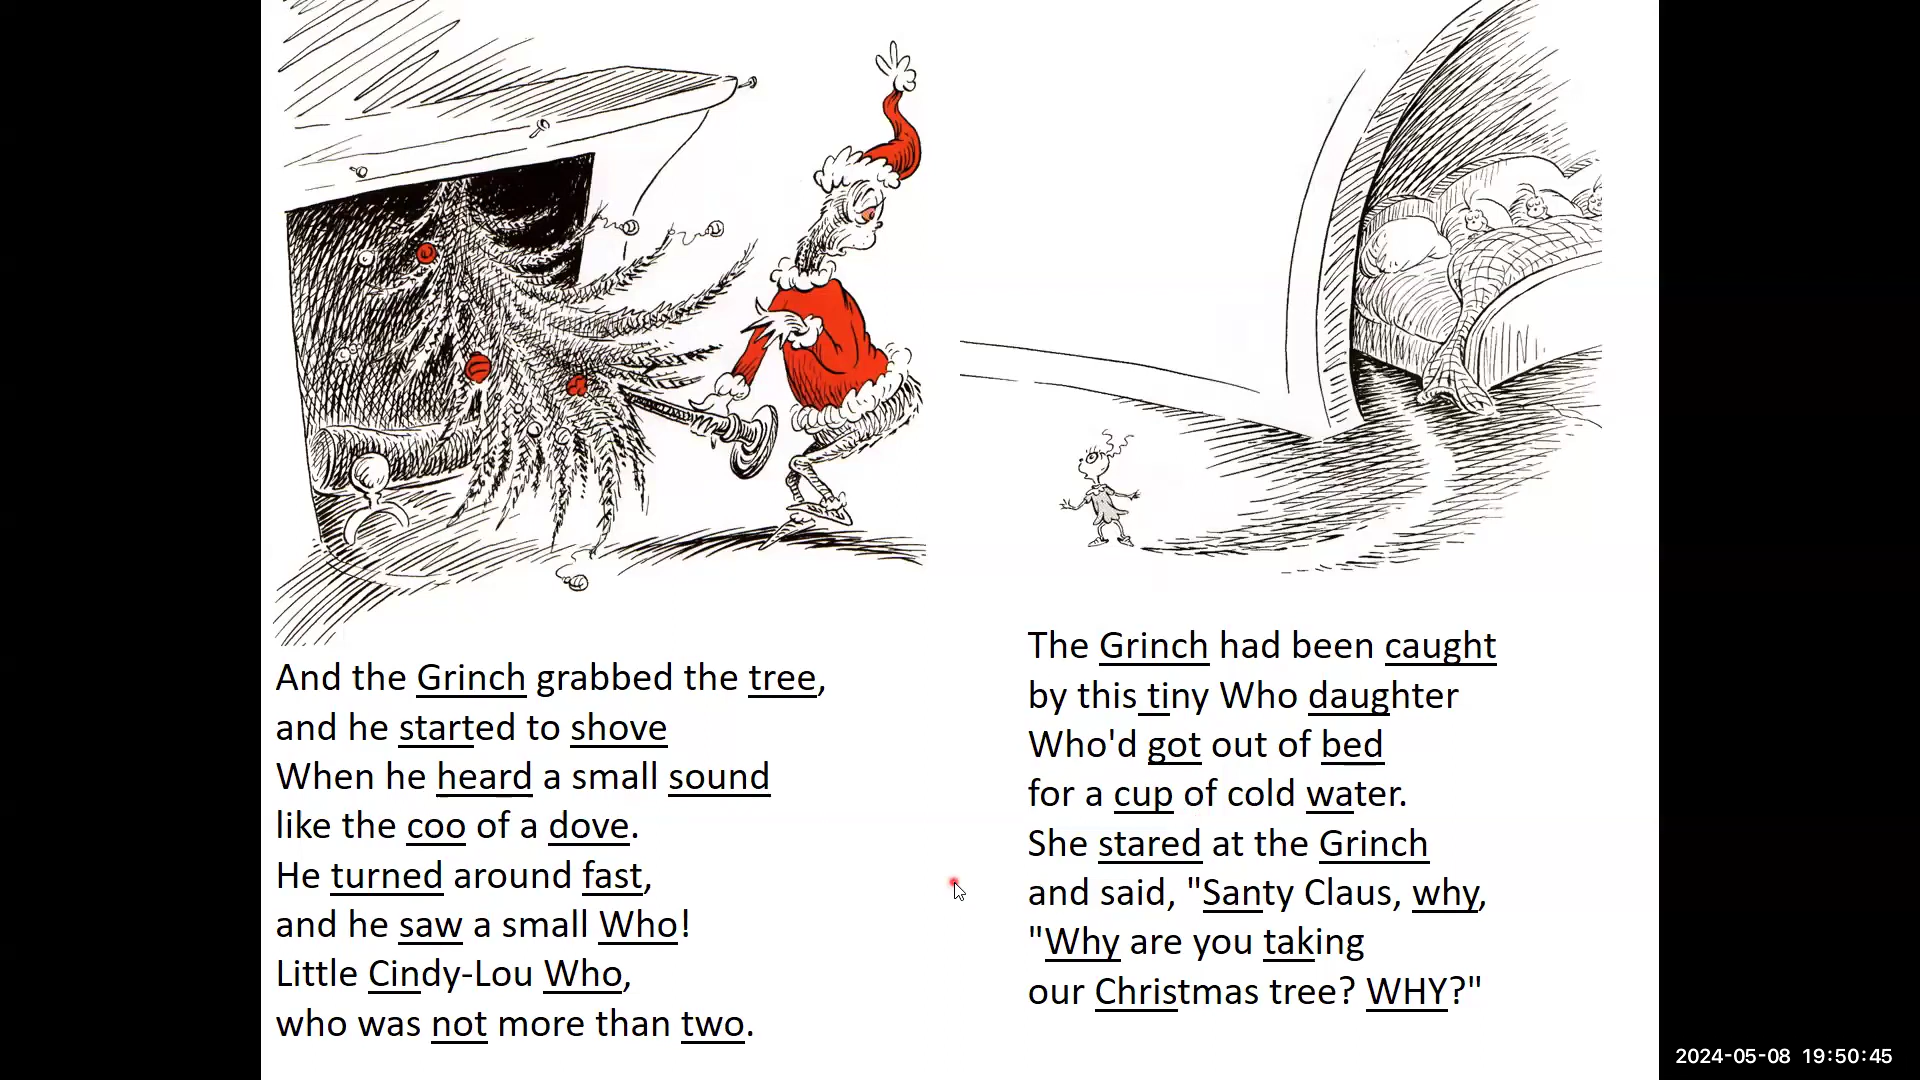 And the Grinch grabbed the tree,
and he started to shove
When he heard a small sound
like the coo of a dove.
He turned around fast,
and he saw a small Who!
Little Cindy-Lou Who,
who was not more than two.
The Grinch had been caught
by this tiny Who daughter
Who'd got out of bed
for a cup of cold water.
She stared at the Grinch
and said, "Santy Claus, why,
"Why are you taking
our Christmas tree? WHY?"
2024-05-08 19:50:45